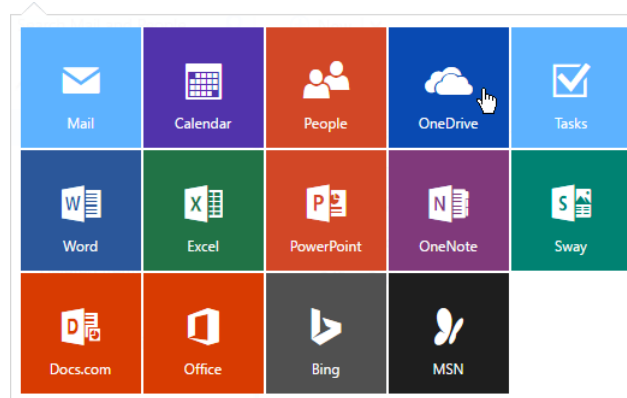 Mail Calendar People OneDrive Tasks
W X P N S
Word Excel PowerPoint OneNote Sway
D
Docs.com Office Bing MSN